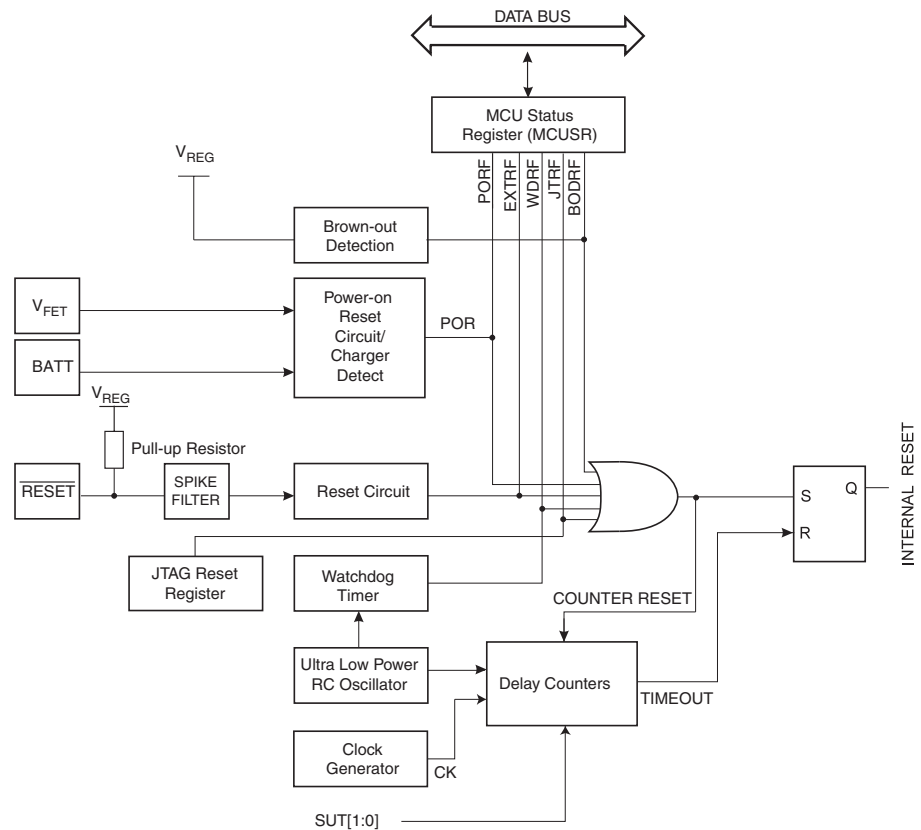 DATA BUS
MCU Status
Register (MCUSR)
PORF
EXTRF
WDRF
JTRF
BODRF
VREG
Brown-out
Detection
VFET
BATT
Power-on
Reset
Circuit/
Charger
Detect
POR
VREG
Pull-up Resistor
RESET
SPIKE
FILTER
Reset Circuit
JTAG Reset
Register
Watchdog
Timer
Ultra Low Power
RC Oscillator
Clock
Generator
CK
SUT[1:0]
COUNTER RESET
Delay Counters
TIMEOUT
S
R
Q
INTERNAL RESET